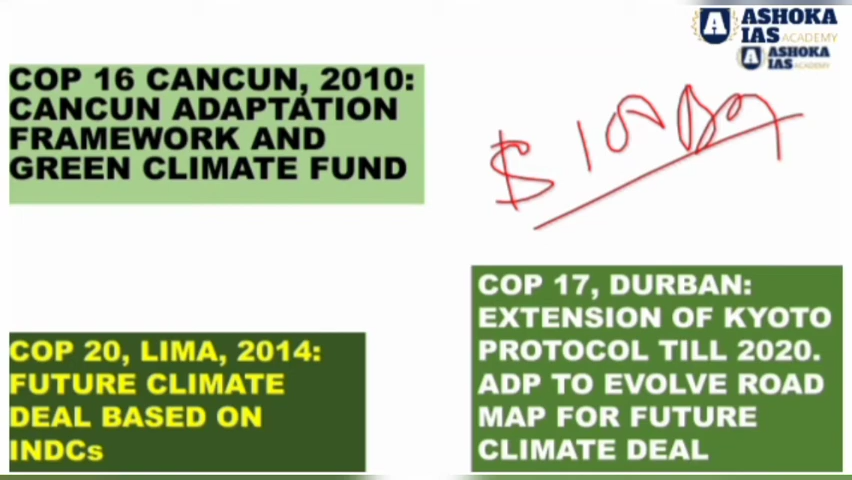 ASHOKA
IAS ACADEMY
ASHOKA
IAS ACADEMY
COP 16 CANCUN, 2010:
CANCUN ADAPTATION
FRAMEWORK AND
GREEN CLIMATE FUND
COP 17, DURBAN:
EXTENSION OF KYOTO
PROTOCOL TILL 2020.
ADP TO EVOLVE ROAD
MAP FOR FUTURE
CLIMATE DEAL
COP 20, LIMA, 2014:
FUTURE CLIMATE
DEAL BASED ON
INDCs